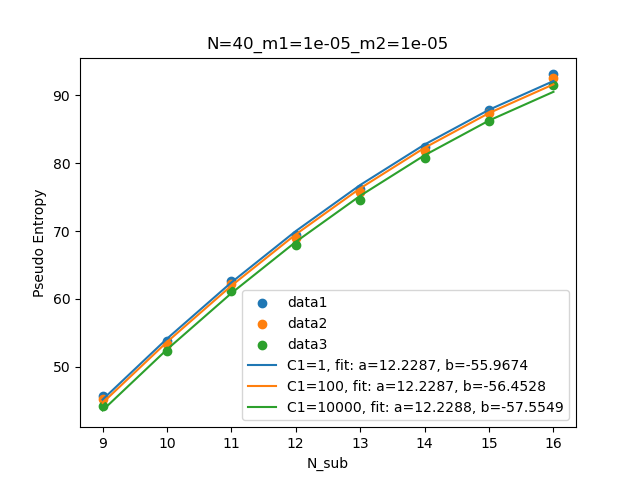 N=40_m1=1e-05_m2=1e-05
Pseudo Entropy
90
80
70
60
50
data1
data2
data3
C1=1, fit: a=12.2287, b=-55.9674
C1=100, fit: a=12.2287, b=-56.4528
C1=10000, fit: a=12.2288, b=-57.5549
9 10 11 12 13 14 15 16
N_sub